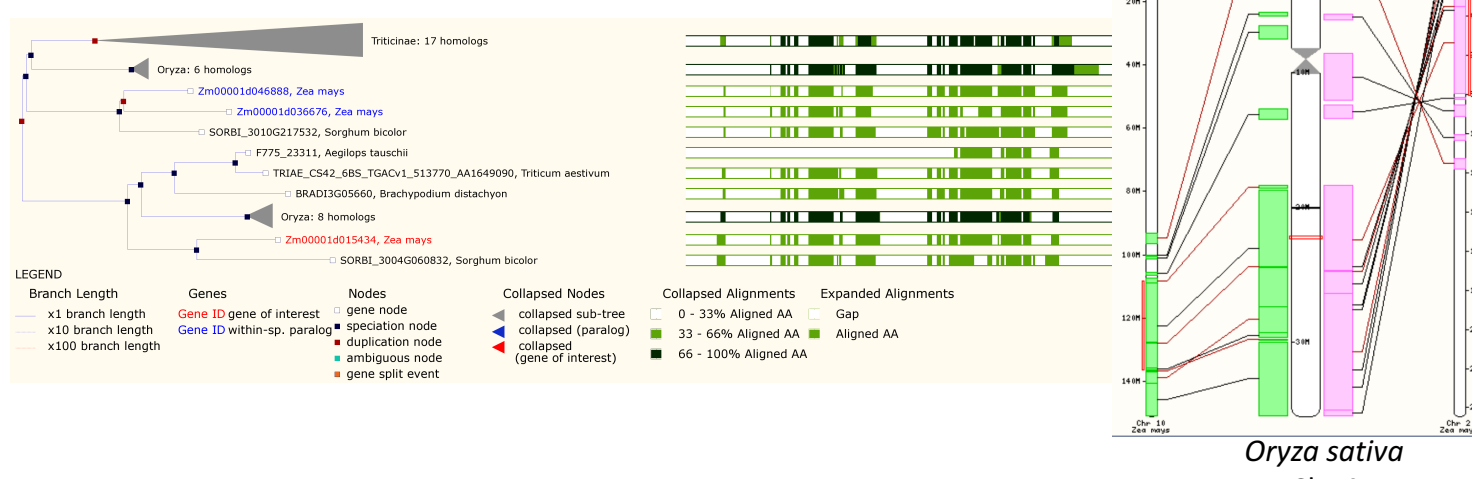 Triticinae: 17 homologs
Oryza: 6 homologs
Zm00001d046888, Zea mays
Zm00001d036676, Zea mays
SORBI_3010G217532, Sorghum bicolor
F775_23311, Aegilops tauschii
TRIAE_CS42_6BS_TGACv1_513770_AA1649090, Triticum aestivum
BRADI3G05660, Brachypodium distachyon
Oryza: 8 homologs
Zm00001d015434, Zea mays
SORBI_3004G060832, Sorghum bicolor
LEGEND
Branch Length
x1 branch length
x10 branch length
x100 branch length
Genes
Gene ID gene of interest
Gene ID within-sp. paralog
Nodes
gene node
speciation node
duplication node
ambiguous node
gene split event
Collapsed Nodes
collapsed sub-tree
collapsed (paralog)
collapsed
(gene of interest)
Collapsed Alignments
0 - 33% Aligned AA
33 - 66% Aligned AA
66 - 100% Aligned AA
Expanded Alignments
Gap
Aligned AA
20M
40M
60M
80M
100M
120M
140M
Chr 10
Zea mays
10M
20M
30M
Chr 2
Zea may
Oryza sativa